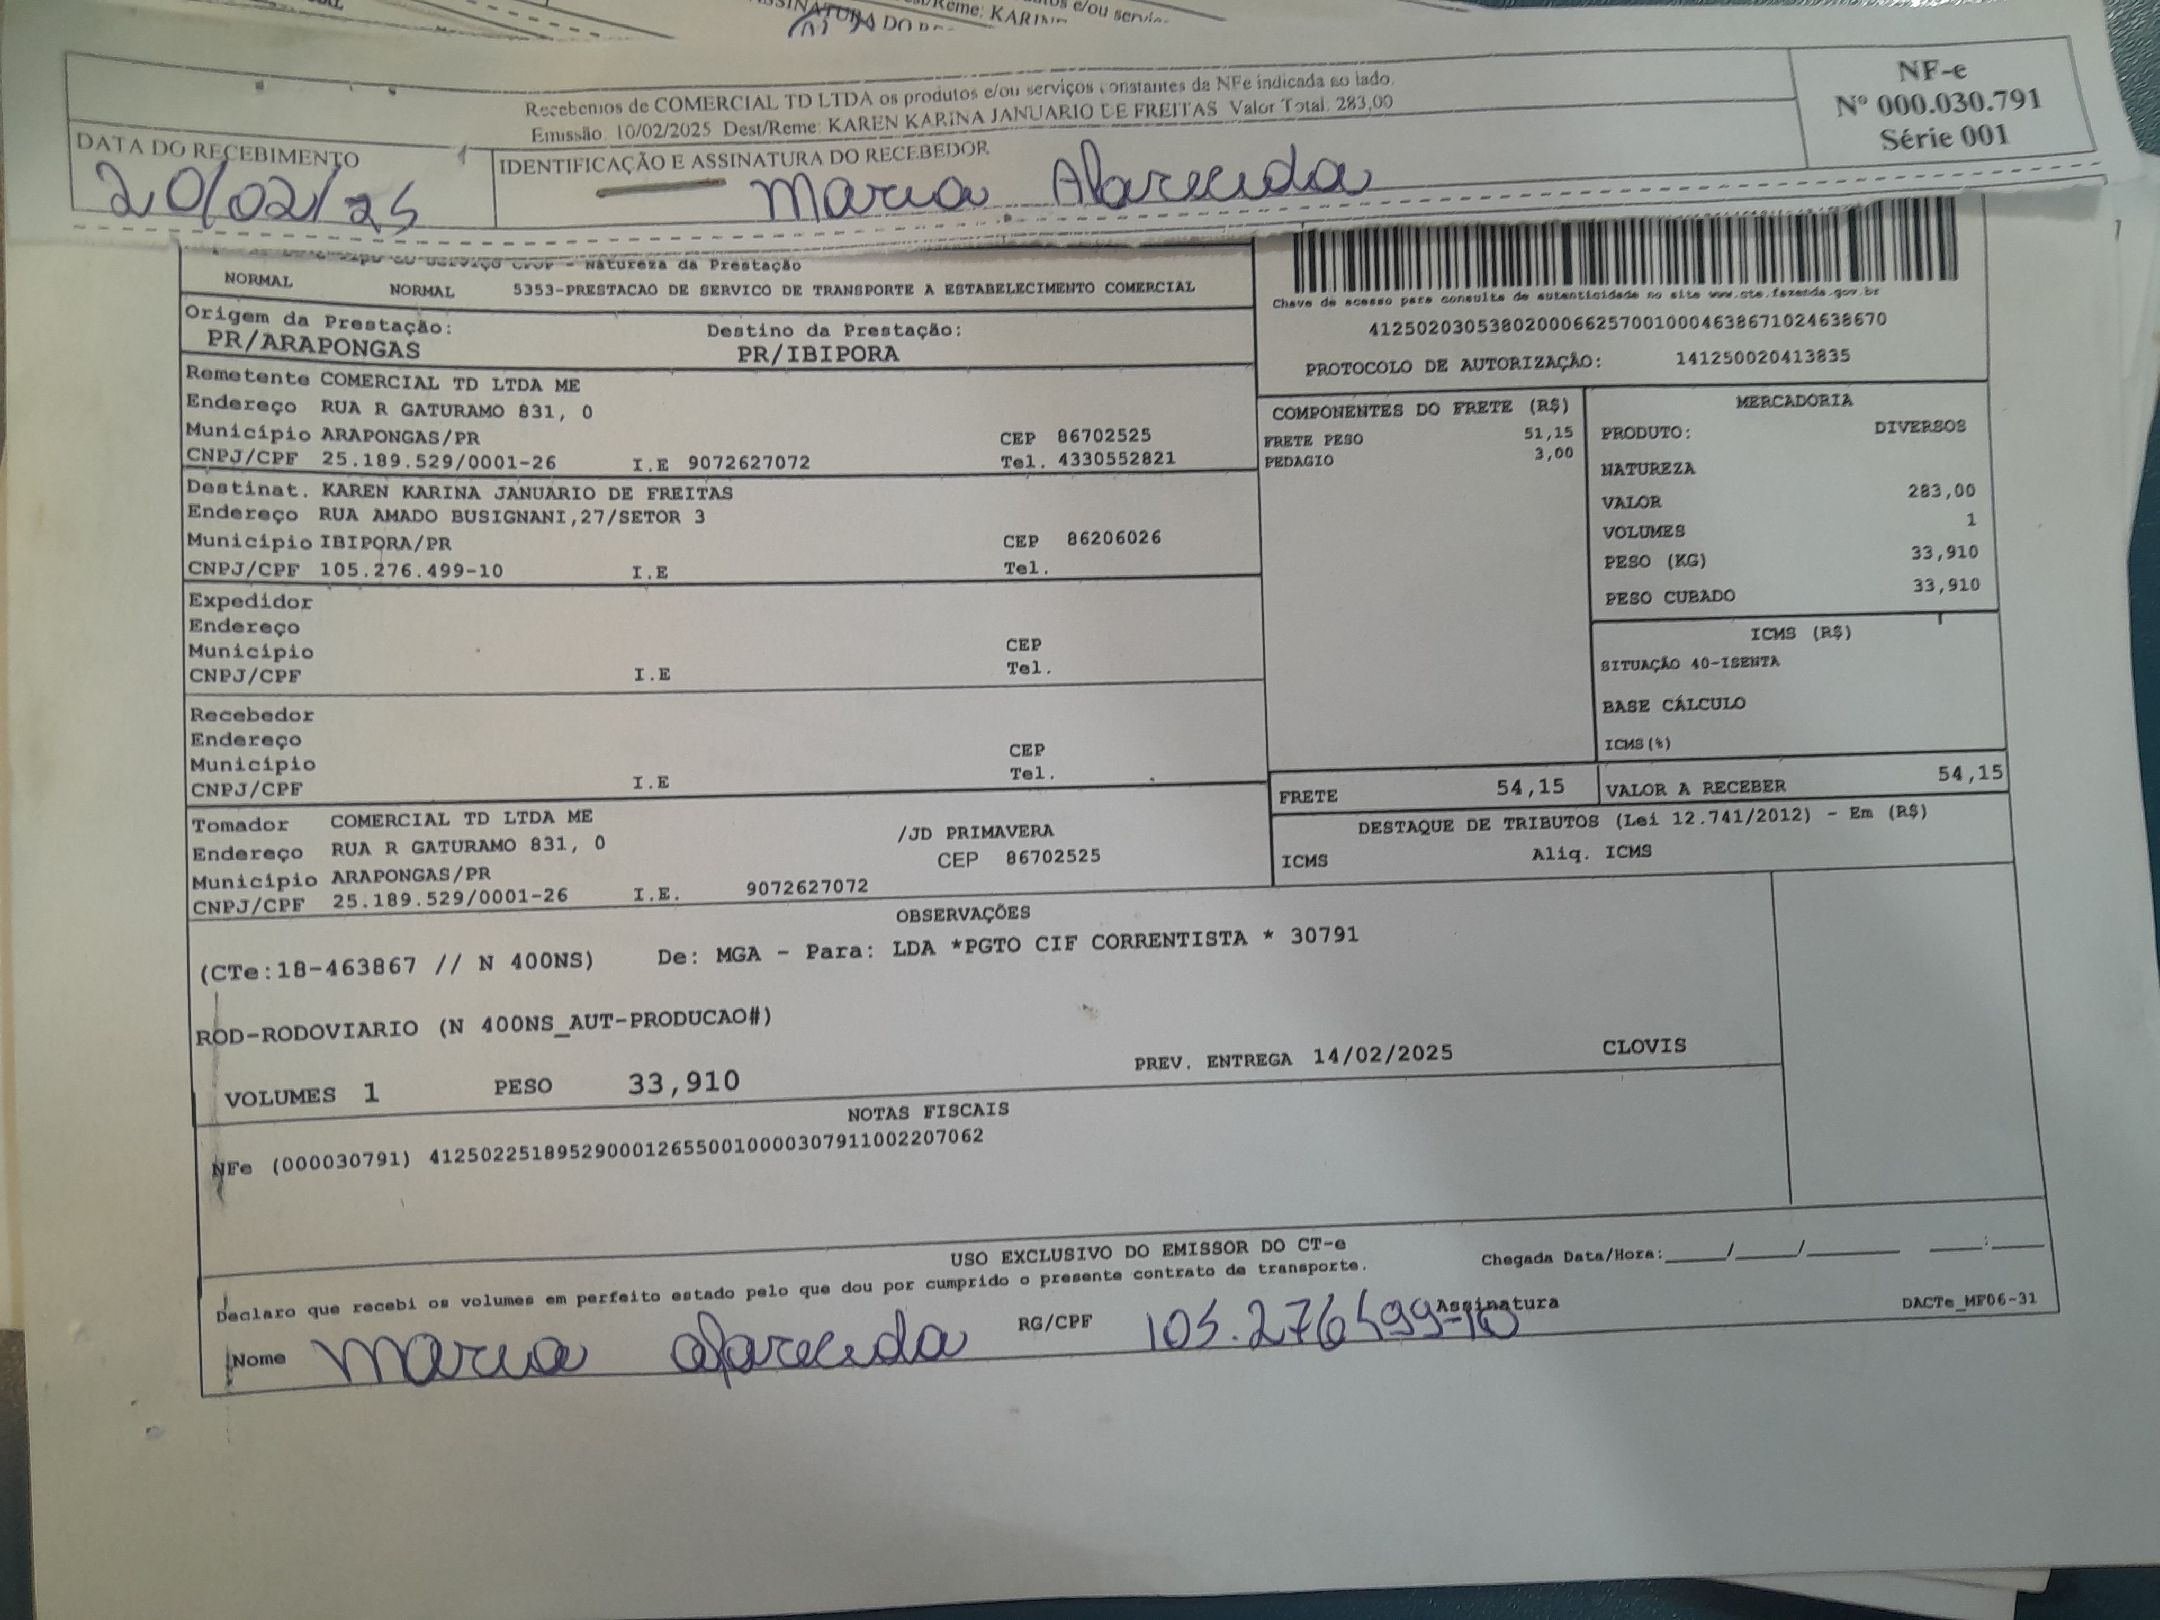 Recebemos de COMERCIAL TD LTDA os produtos e/ou serviços constantes da NFe indicada ao lado.
Emissão: 10/02/2025 Dest/Reme: KAREN KARINA JANUARIO DE FREITAS Valor Total: 283,00
NF-e
Nº 000.030.791
Série 001
DATA DO RECEBIMENTO
20/02/25
IDENTIFICAÇÃO E ASSINATURA DO RECEBEDOR
Maria Aparecida
CFOP - Natureza da Prestação
NORMAL NORMAL 5353-PRESTACAO DE SERVICO DE TRANSPORTE A ESTABELECIMENTO COMERCIAL
Chave de acesso para consulta de autenticidade no site www.cte.fazenda.gov.br
41250203053802000662570010004638671024638670
PROTOCOLO DE AUTORIZAÇÃO: 141250020413835
Origem da Prestação: Destino da Prestação:
PR/ARAPONGAS PR/IBIPORA
Remetente COMERCIAL TD LTDA ME
Endereço RUA R GATURAMO 831, 0
Município ARAPONGAS/PR CEP 86702525
CNPJ/CPF 25.189.529/0001-26 I.E 9072627072 Tel. 4330552821
Destinat. KAREN KARINA JANUARIO DE FREITAS
Endereço RUA AMADO BUSIGNANI,27/SETOR 3
Município IBIPORA/PR CEP 86206026
CNPJ/CPF 105.276.499-10 I.E Tel.
Expedidor
Endereço
Município CEP
CNPJ/CPF I.E Tel.
Recebedor
Endereço
Município CEP
CNPJ/CPF I.E Tel.
COMPONENTES DO FRETE (R$)
FRETE PESO 51,15
PEDAGIO 3,00
MERCADORIA
PRODUTO: DIVERSOS
NATUREZA
VALOR 283,00
VOLUMES 1
PESO (KG) 33,910
PESO CUBADO 33,910
ICMS (R$)
SITUAÇÃO 40-ISENTA
BASE CÁLCULO
ICMS(%)
FRETE 54,15 VALOR A RECEBER 54,15
DESTAQUE DE TRIBUTOS (Lei 12.741/2012) - Em (R$)
ICMS Aliq. ICMS
Tomador COMERCIAL TD LTDA ME
Endereço RUA R GATURAMO 831, 0 /JD PRIMAVERA
Município ARAPONGAS/PR CEP 86702525
CNPJ/CPF 25.189.529/0001-26 I.E. 9072627072
OBSERVAÇÕES
(CTe:18-463867 // N 400NS) De: MGA - Para: LDA *PGTO CIF CORRENTISTA * 30791
ROD-RODOVIARIO (N 400NS_AUT-PRODUCAO#)
PREV. ENTREGA 14/02/2025 CLOVIS
VOLUMES 1 PESO 33,910
NOTAS FISCAIS
NFe (000030791) 41250225189529000126550010000307911002207062
USO EXCLUSIVO DO EMISSOR DO CT-e
Declaro que recebi os volumes em perfeito estado pelo que dou por cumprido o presente contrato de transporte.
Chegada Data/Hora:____/____/______ ____:____
Nome Maria Aparecida RG/CPF 105.276499-10 Assinatura
DACTe_MF06-31